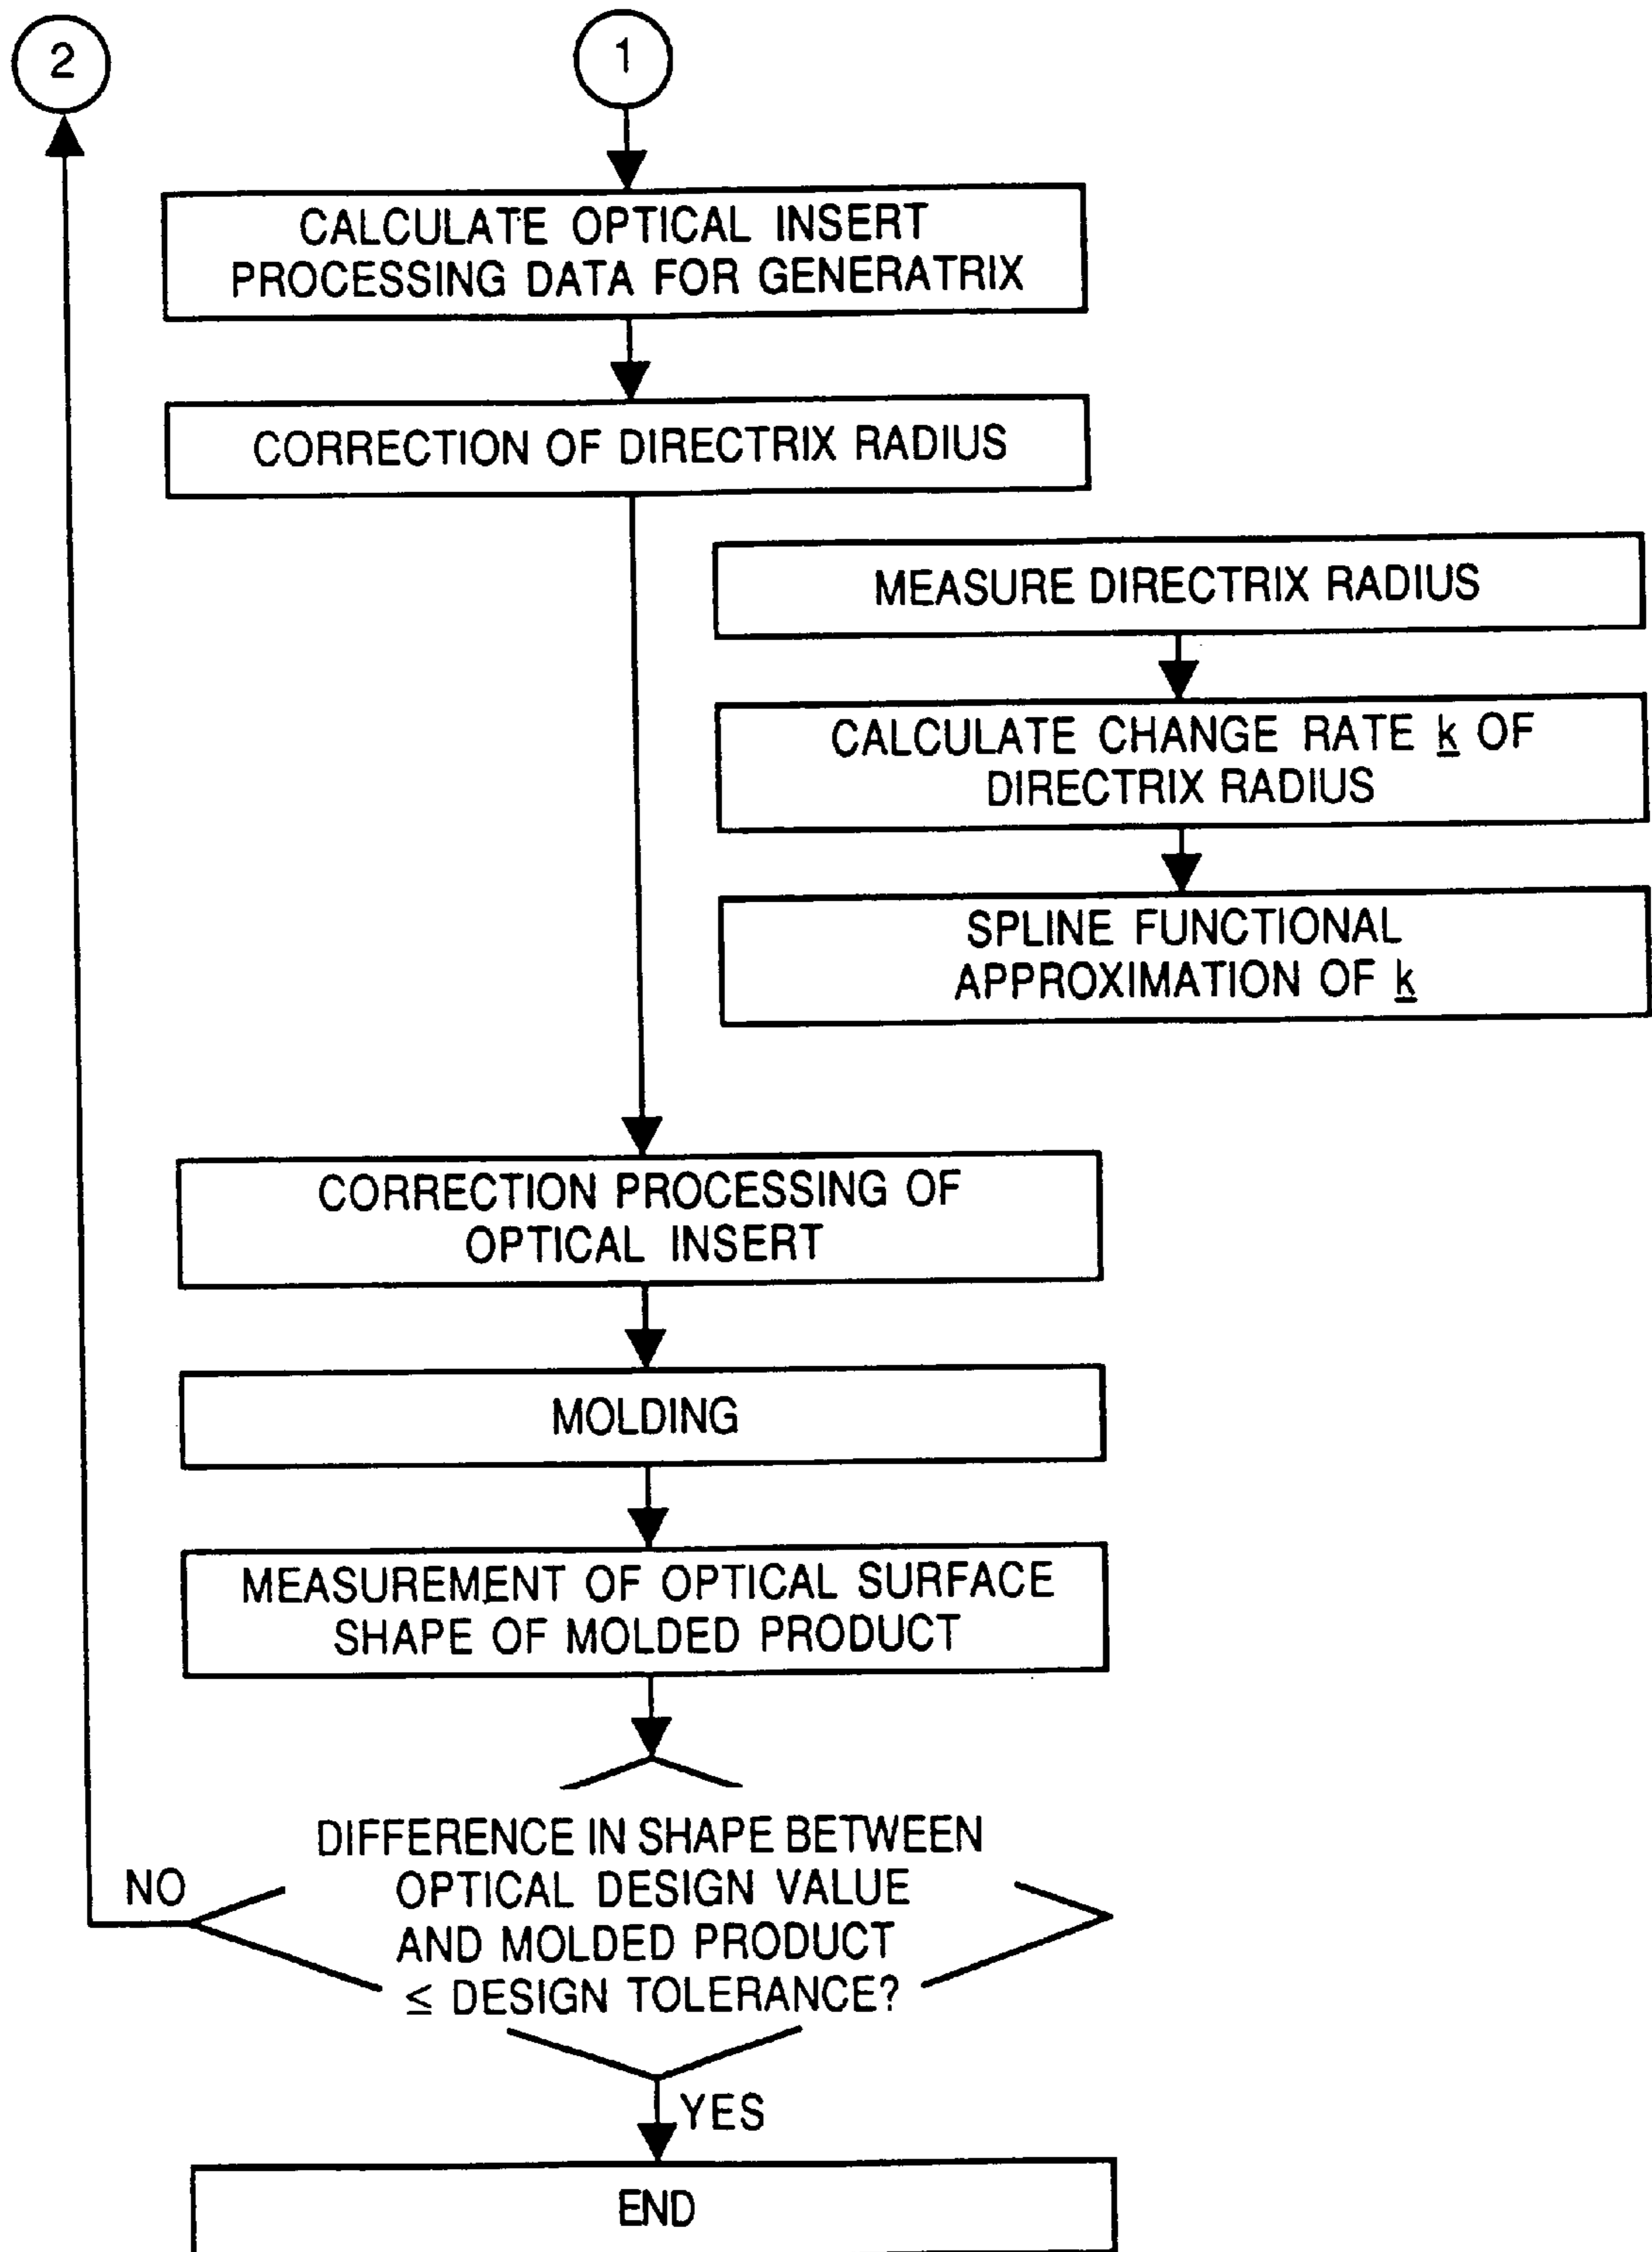 2
1
CALCULATE OPTICAL INSERT
PROCESSING DATA FOR GENERATRIX
CORRECTION OF DIRECTRIX RADIUS
MEASURE DIRECTRIX RADIUS
CALCULATE CHANGE RATE k OF
DIRECTRIX RADIUS
SPLINE FUNCTIONAL
APPROXIMATION OF k
CORRECTION PROCESSING OF
OPTICAL INSERT
MOLDING
MEASUREMENT OF OPTICAL SURFACE
SHAPE OF MOLDED PRODUCT
DIFFERENCE IN SHAPE BETWEEN
OPTICAL DESIGN VALUE
AND MOLDED PRODUCT
≤ DESIGN TOLERANCE?
NO
YES
END